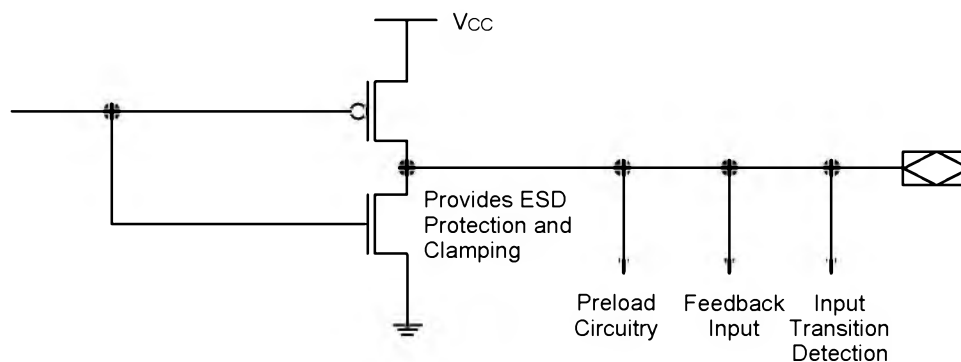 VCC
Provides ESD
Protection and
Clamping
Preload
Circuitry
Feedback
Input
Input
Transition
Detection